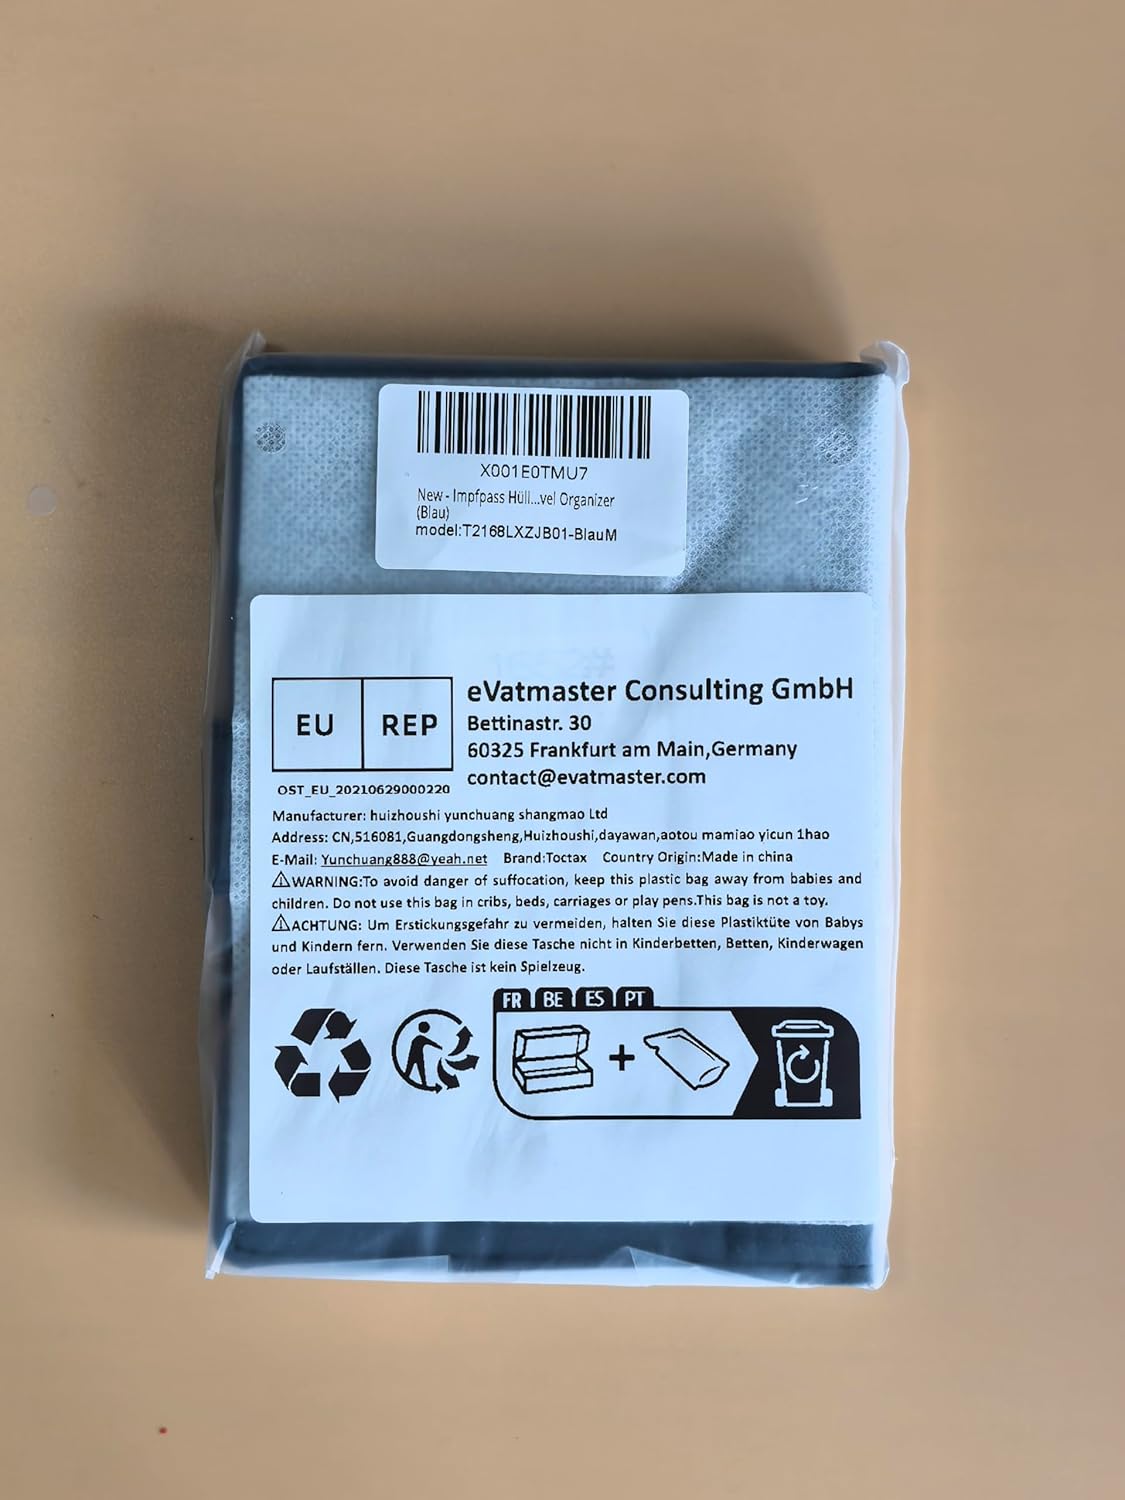 X001E0TMU7
New - Impfpass Hüll...vel Organizer
(Blau)
model:T2168LXZJB01-BlauM
EU REP
OST_EU_20210629000220
eVatmaster Consulting GmbH
Bettinastr. 30
60325 Frankfurt am Main,Germany
contact@evatmaster.com
Manufacturer: huizhoushi yunchuang shangmao Ltd
Address: CN,516081,Guangdongsheng,Huizhoushi,dayawan,aotou mamiao yicun 1hao
E-Mail: Yunchuang888@yeah.net Brand:Toctax Country Origin:Made in china
⚠WARNING:To avoid danger of suffocation, keep this plastic bag away from babies and
children. Do not use this bag in cribs, beds, carriages or play pens.This bag is not a toy.
⚠ACHTUNG: Um Erstickungsgefahr zu vermeiden, halten Sie diese Plastiktüte von Babys
und Kindern fern. Verwenden Sie diese Tasche nicht in Kinderbetten, Betten, Kinderwagen
oder Laufställen. Diese Tasche ist kein Spielzeug.
FR BE ES PT